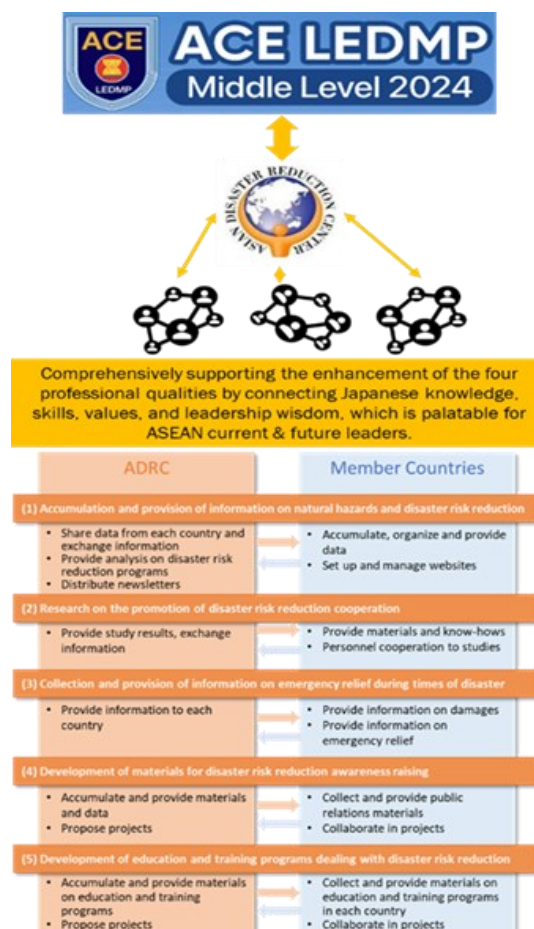 ACE
LEDMP
ACE LEDMP
Middle Level 2024
ASIAN DISASTER REDUCTION CENTER
Comprehensively supporting the enhancement of the four
professional qualities by connecting Japanese knowledge,
skills, values, and leadership wisdom, which is palatable for
ASEAN current & future leaders.
ADRC
Member Countries
(1) Accumulation and provision of information on natural hazards and disaster risk reduction
• Share data from each country and
exchange information
• Provide analysis on disaster risk
reduction programs
• Distribute newsletters
• Accumulate, organize and provide
data
• Set up and manage websites
(2) Research on the promotion of disaster risk reduction cooperation
• Provide study results, exchange
information
• Provide materials and know-hows
• Personnel cooperation to studies
(3) Collection and provision of information on emergency relief during times of disaster
• Provide information to each
country
• Provide information on damages
• Provide information on
emergency relief
(4) Development of materials for disaster risk reduction awareness raising
• Accumulate and provide materials
and data
• Propose projects
• Collect and provide public
relations materials
• Collaborate in projects
(5) Development of education and training programs dealing with disaster risk reduction
• Accumulate and provide materials
on education and training
programs
• Propose projects
• Collect and provide materials on
education and training programs
in each country
• Collaborate in projects